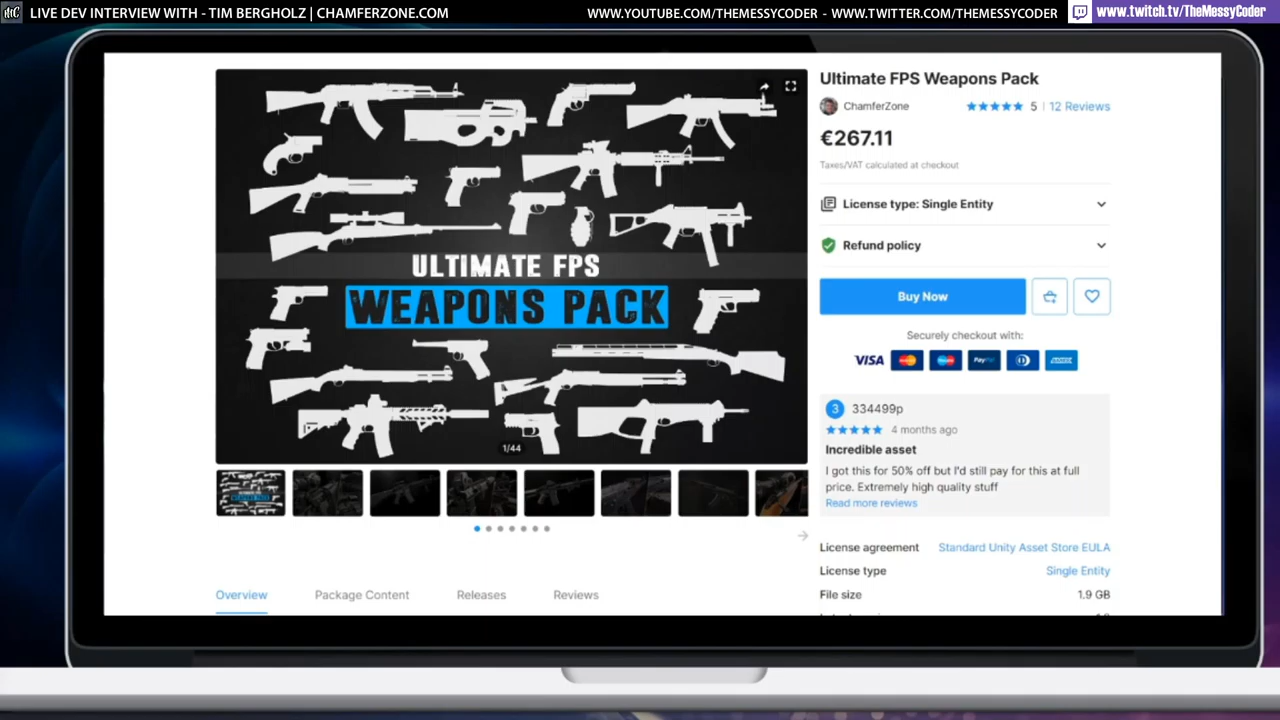 LIVE DEV INTERVIEW WITH - TIM BERGHOLZ | CHAMFERZONE.COM
WWW.YOUTUBE.COM/THEMESSYCODER - WWW.TWITTER.COM/THEMESSYCODER
www.twitch.tv/TheMessyCoder
ULTIMATE FPS
WEAPONS PACK
1/44
Overview
Package Content
Releases
Reviews
Ultimate FPS Weapons Pack
ChamferZone
5 | 12 Reviews
€267.11
Taxes/VAT calculated at checkout
License type: Single Entity
Refund policy
Buy Now
Securely checkout with:
VISA
PayPal
3 334499p
4 months ago
Incredible asset
I got this for 50% off but I'd still pay for this at full
price. Extremely high quality stuff
Read more reviews
License agreement Standard Unity Asset Store EULA
License type Single Entity
File size 1.9 GB